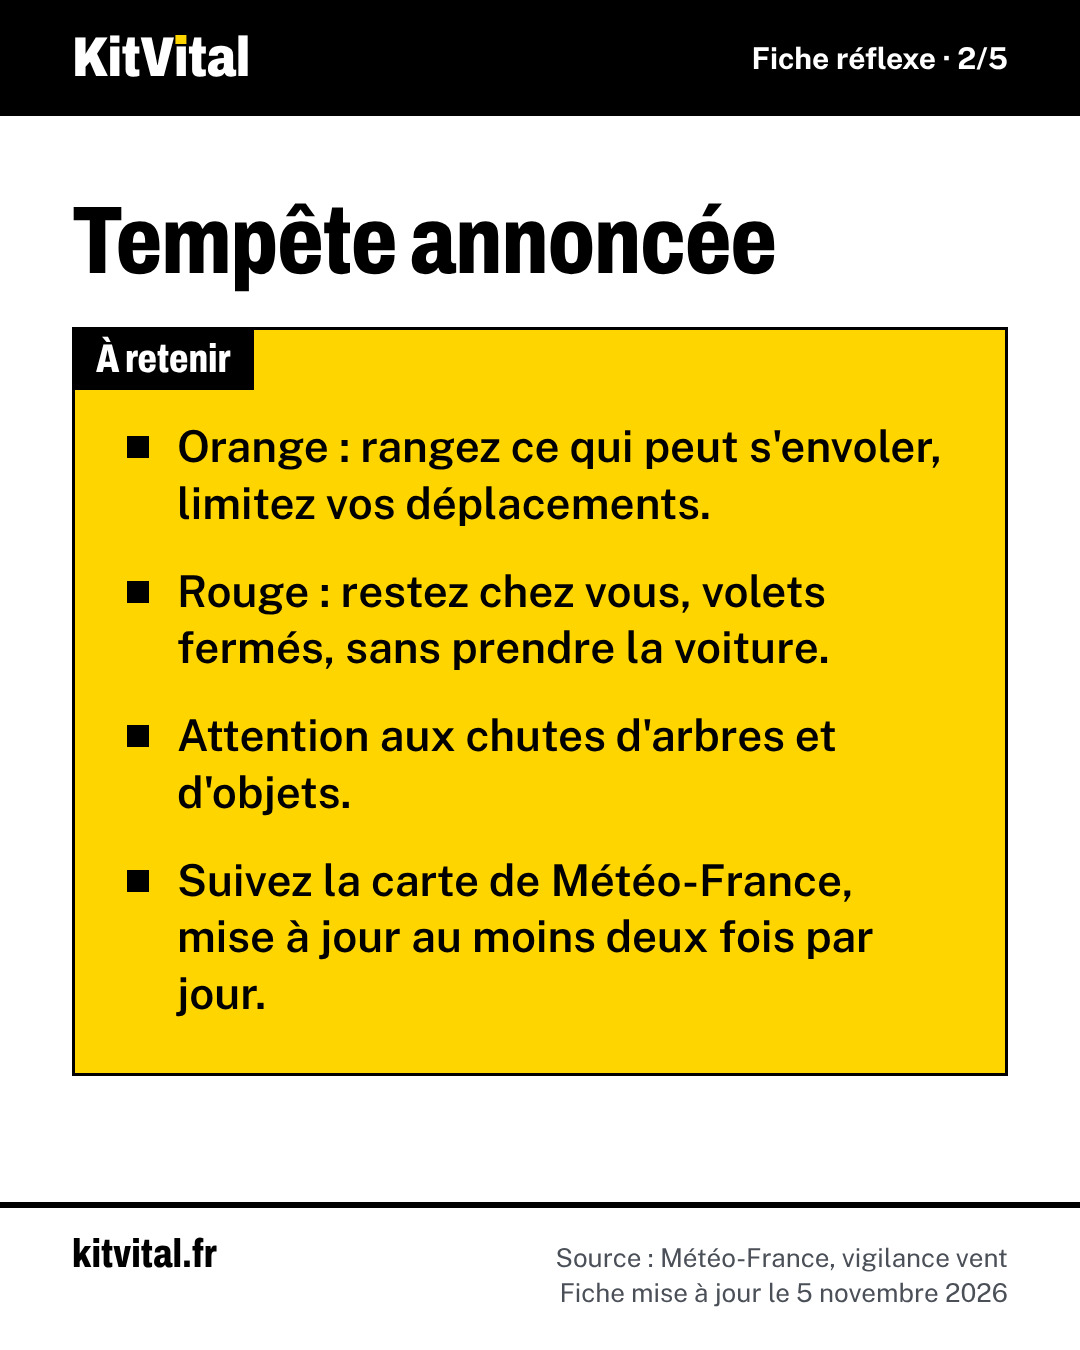 KitVital
Fiche réflexe · 2/5
Tempête annoncée
À retenir
■ Orange : rangez ce qui peut s'envoler,
limitez vos déplacements.
■ Rouge : restez chez vous, volets
fermés, sans prendre la voiture.
■ Attention aux chutes d'arbres et
d'objets.
■ Suivez la carte de Météo-France,
mise à jour au moins deux fois par
jour.
kitvital.fr
Source : Météo-France, vigilance vent
Fiche mise à jour le 5 novembre 2026